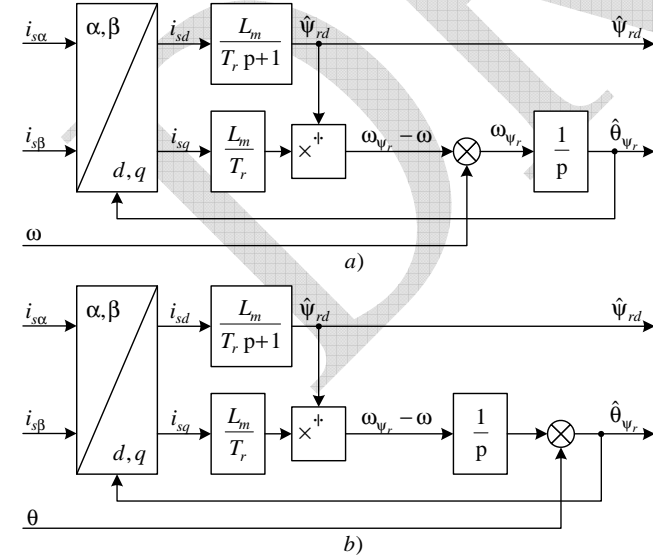 i_sα α,β i_sd L_m / T_r p+1 ψ̂_rd ψ̂_rd
i_sβ d,q i_sq L_m / T_r × ÷ ω_ψr − ω ω_ψr 1 / p θ̂_ψr
ω
a)
i_sα α,β i_sd L_m / T_r p+1 ψ̂_rd ψ̂_rd
i_sβ d,q i_sq L_m / T_r × ÷ ω_ψr − ω 1 / p θ̂_ψr
θ
b)